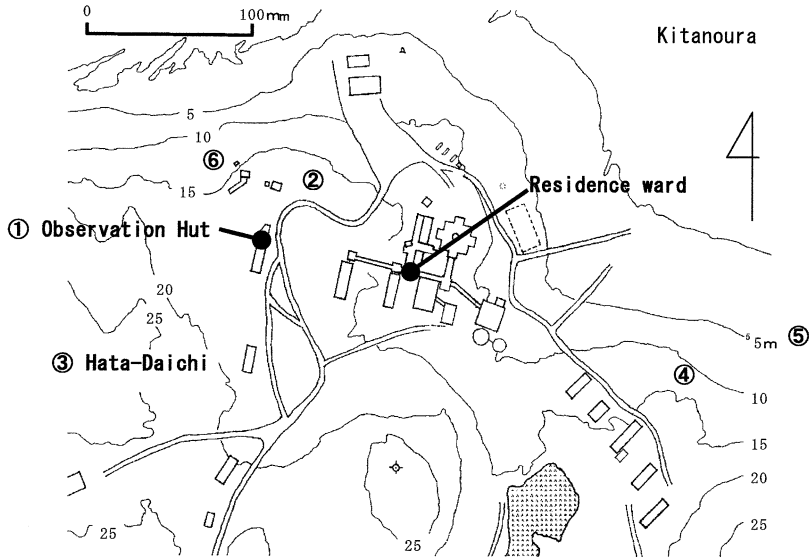 0 100mm
Kitanoura
5
10
⑥
②
15
Residence ward
① Observation Hut
20
25
5m ⑤
③ Hata-Daichi
④
10
15
20
25
25
25